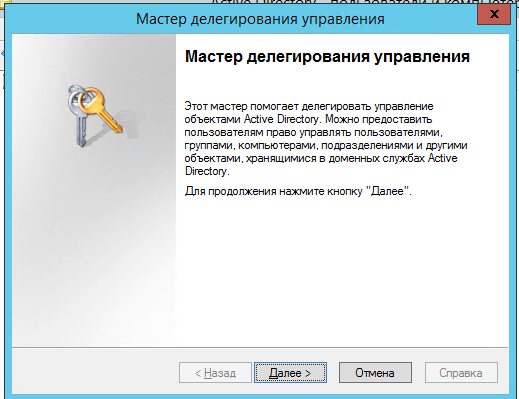 Active Directory - пользователи и компьютер
Мастер делегирования управления
x
Мастер делегирования управления
Этот мастер помогает делегировать управление
объектами Active Directory. Можно предоставить
пользователям право управлять пользователями,
группами, компьютерами, подразделениями и другими
объектами, хранящимися в доменных службах Active
Directory.
Для продолжения нажмите кнопку "Далее".
< Назад Далее > Отмена Справка